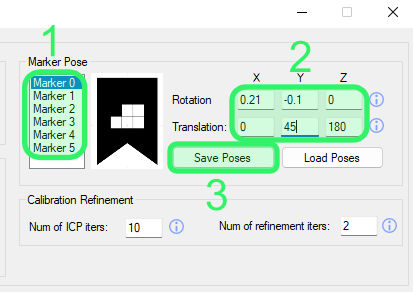 1
Marker Pose
2
X Y Z
Marker 0
Marker 1
Marker 2
Marker 3
Marker 4
Marker 5
Rotation 0.21 -0.1 0 i
Translation: 0 45 180 i
Save Poses Load Poses
3
Calibration Refinement
Num of ICP iters: 10 i Num of refinement iters: 2 i